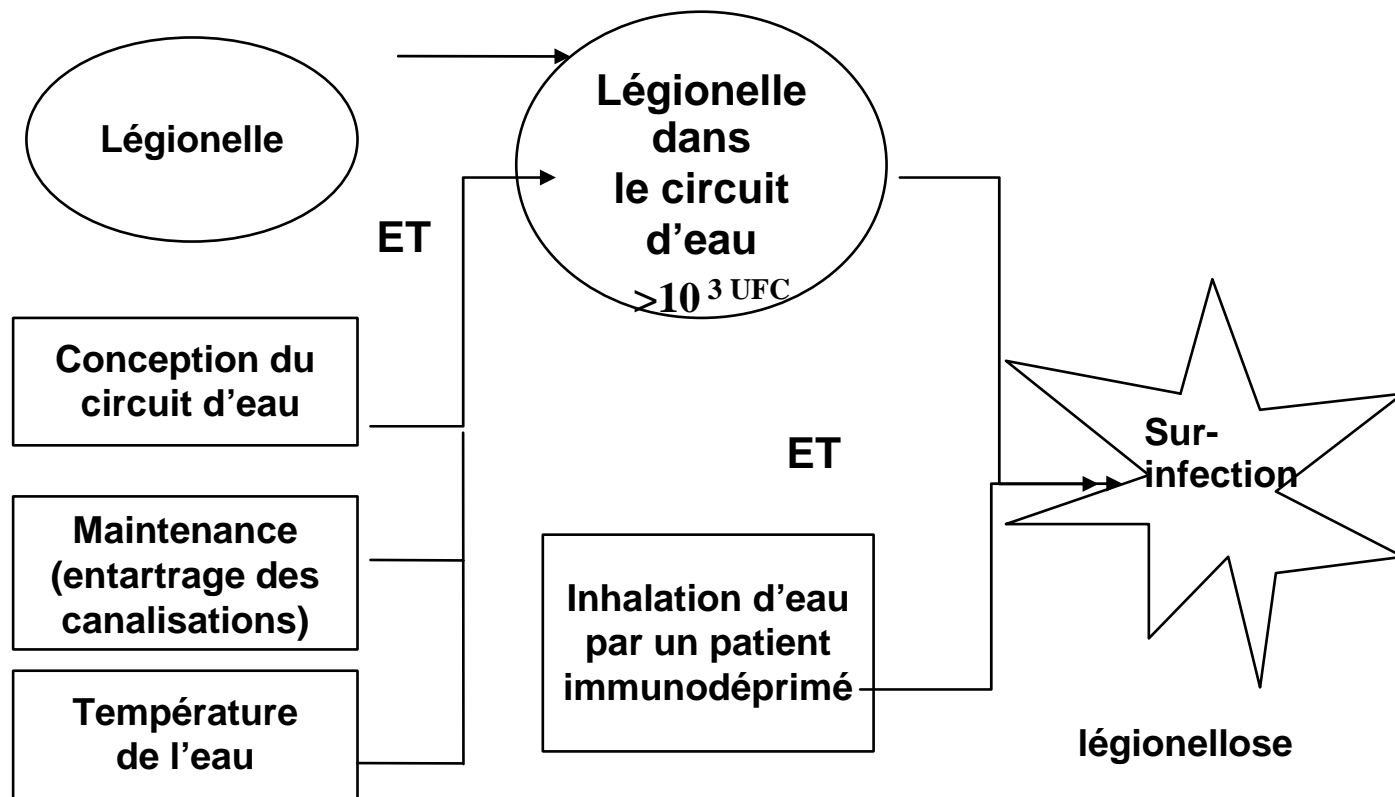 Légionelle
Légionelle
dans
le circuit
d’eau
>10 3 UFC
ET
Conception du
circuit d’eau
Maintenance
(entartrage des
canalisations)
Température
de l’eau
ET
Inhalation d’eau
par un patient
immunodéprimé
Sur-
infection
légionellose